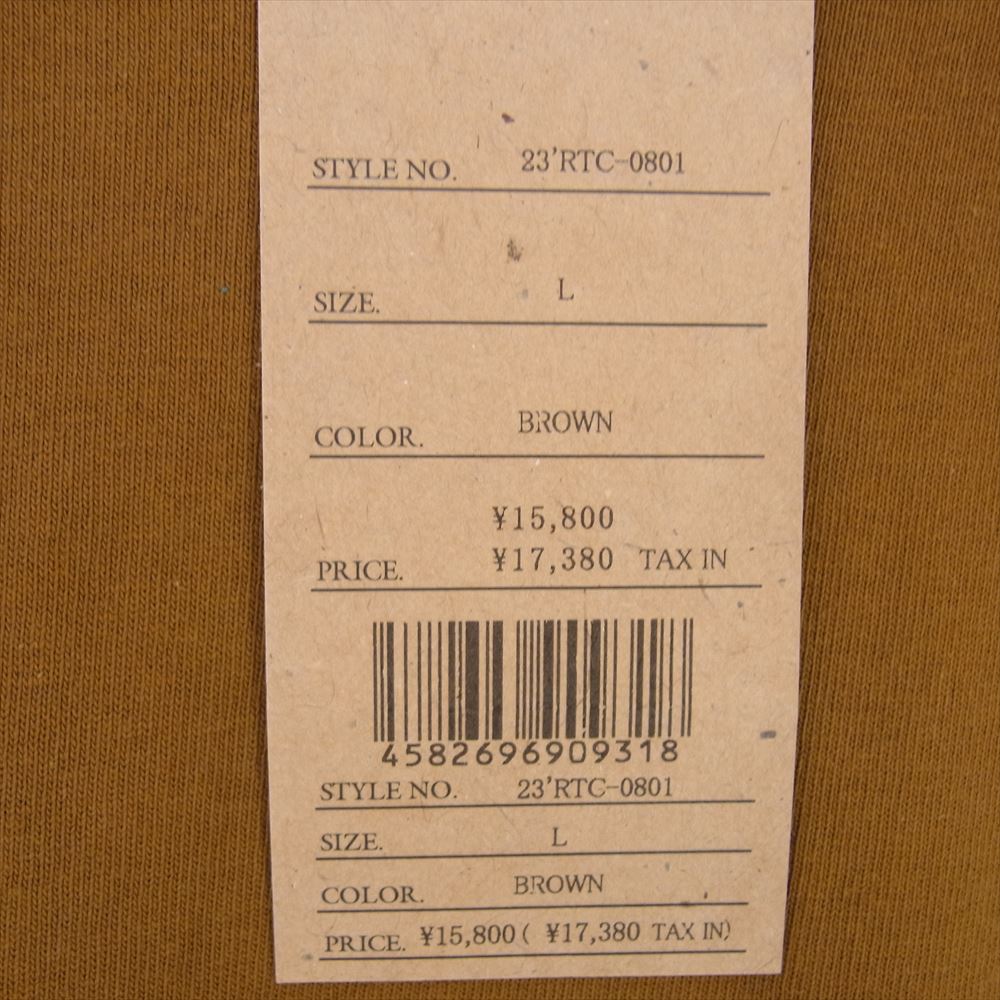 STYLE NO. 23'RTC-0801
SIZE. L
COLOR. BROWN
¥15,800
PRICE. ¥17,380 TAX IN
4582696909318
STYLE NO. 23'RTC-0801
SIZE. L
COLOR. BROWN
PRICE. ¥15,800 ( ¥17,380 TAX IN)